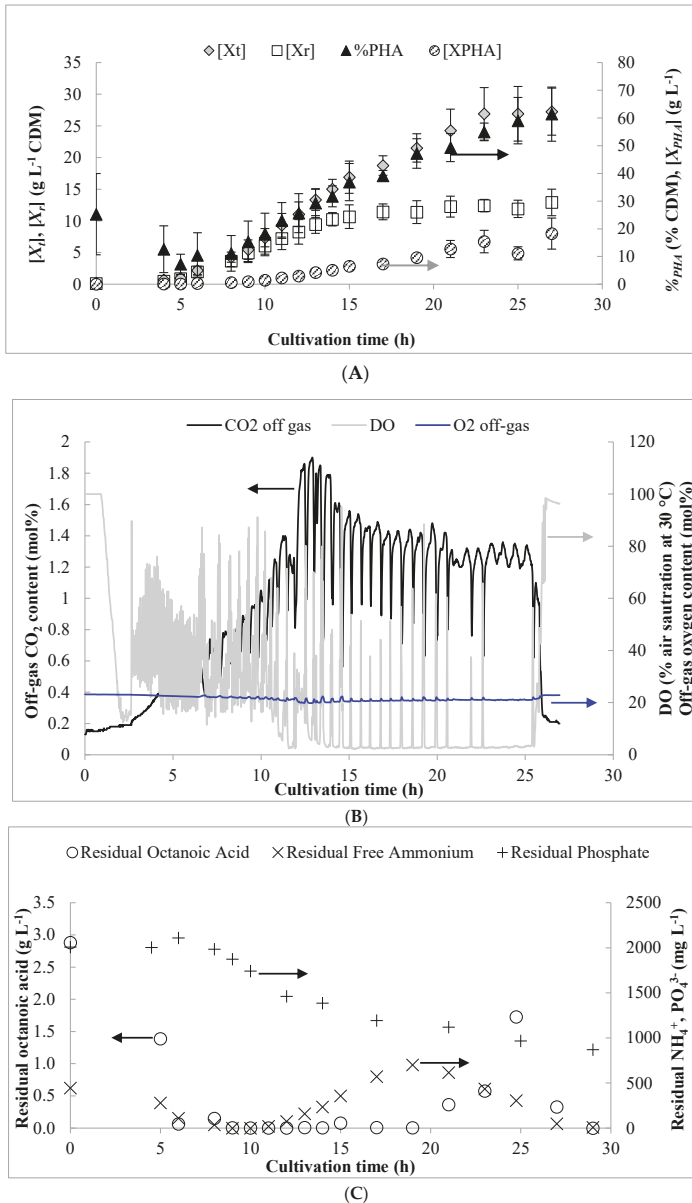 [Xt] [Xr] %PHA [XPHA]
35 80
30 70
25 60
20 50
15 40
10 30
5 20
0 10
0
[Xt], [Xr] (g L-1 CDM)
%PHA (% CDM), [XPHA] (g L-1)
0 5 10 15 20 25 30
Cultivation time (h)
(A)
CO2 off gas DO O2 off-gas
2 120
1.8 100
1.6 80
1.4 60
1.2 40
1 20
0.8 0
0.6
0.4
0.2
0
Off-gas CO2 content (mol%)
DO (% air sautration at 30 °C)
Off-gas oxygen content (mol%)
0 5 10 15 20 25 30
Cultivation time (h)
(B)
Residual Octanoic Acid Residual Free Ammonium Residual Phosphate
3.5 2500
3.0 2000
2.5 1500
2.0 1000
1.5 500
1.0 0
0.5
0.0
Residual octanoic acid (g L-1)
Residual NH4+, PO43- (mg L-1)
0 5 10 15 20 25 30
Cultivation time (h)
(C)